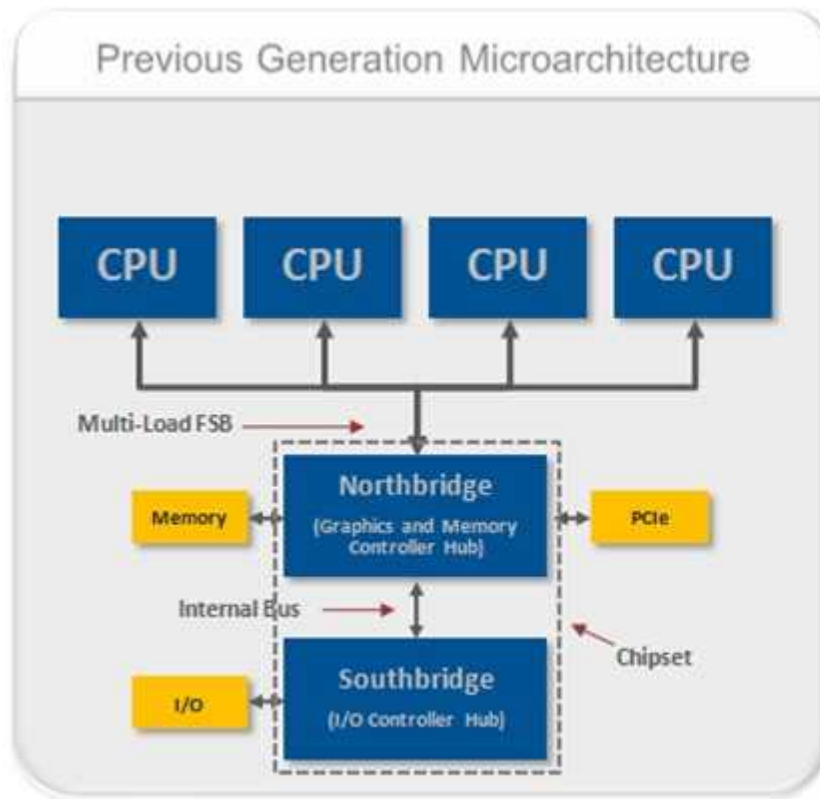 Previous Generation Microarchitecture
CPU CPU CPU CPU
Multi-Load FSB
Northbridge
(Graphics and Memory
Controller Hub)
Memory
PCIe
Internal Bus
Chipset
Southbridge
(I/O Controller Hub)
I/O